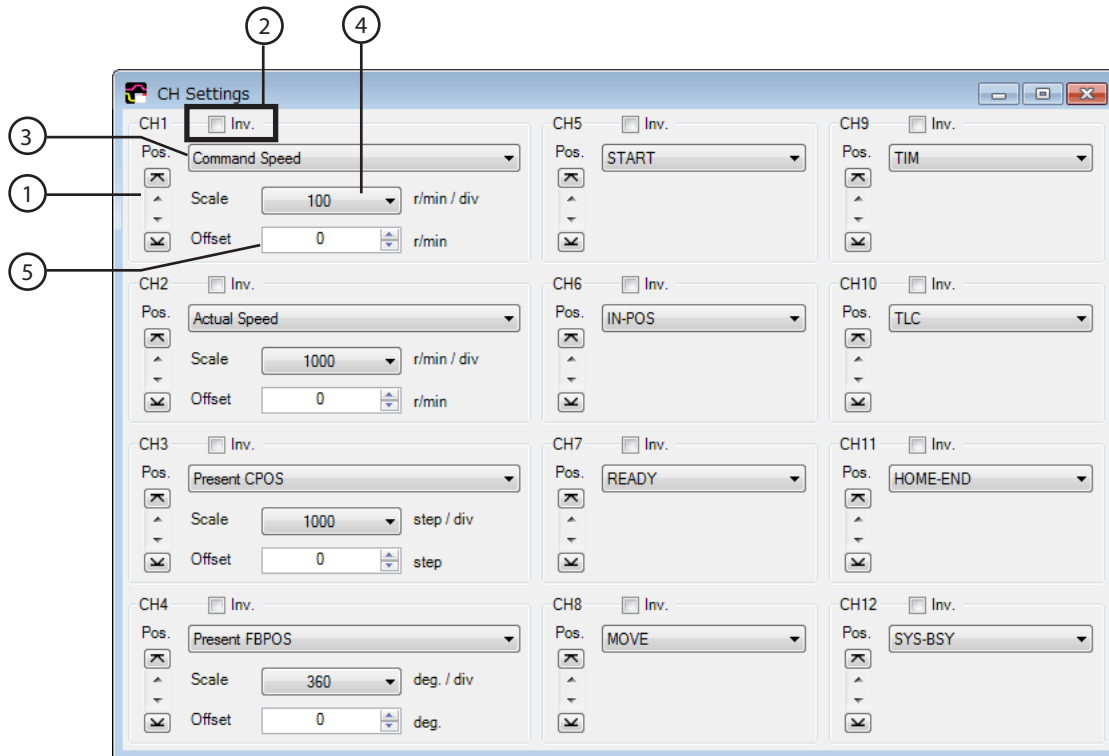 2 4
CH Settings
3
1
5
CH1 Inv.
Pos. Command Speed
Scale 100 r/min / div
Offset 0 r/min
CH2 Inv.
Pos. Actual Speed
Scale 1000 r/min / div
Offset 0 r/min
CH3 Inv.
Pos. Present CPOS
Scale 1000 step / div
Offset 0 step
CH4 Inv.
Pos. Present FBPOS
Scale 360 deg. / div
Offset 0 deg.
CH5 Inv.
Pos. START
CH6 Inv.
Pos. IN-POS
CH7 Inv.
Pos. READY
CH8 Inv.
Pos. MOVE
CH9 Inv.
Pos. TIM
CH10 Inv.
Pos. TLC
CH11 Inv.
Pos. HOME-END
CH12 Inv.
Pos. SYS-BSY